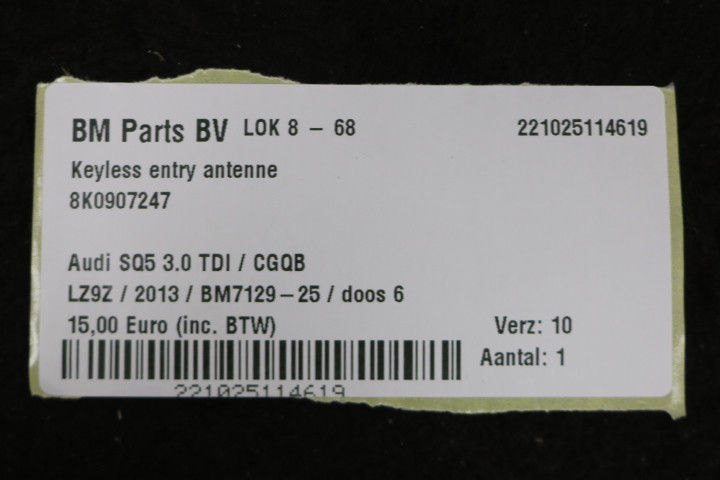 BM Parts BV LOK 8 - 68 221025114619
Keyless entry antenne
8K0907247
Audi SQ5 3.0 TDI / CGQB
LZ9Z / 2013 / BM7129-25 / doos 6
15,00 Euro (inc. BTW) Verz: 10
Aantal: 1
221025114619